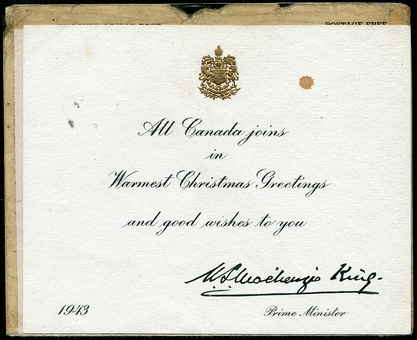 POSTAGE FREE
All Canada joins
in
Warmest Christmas Greetings
and good wishes to you
W L Mackenzie King.
1943
Prime Minister